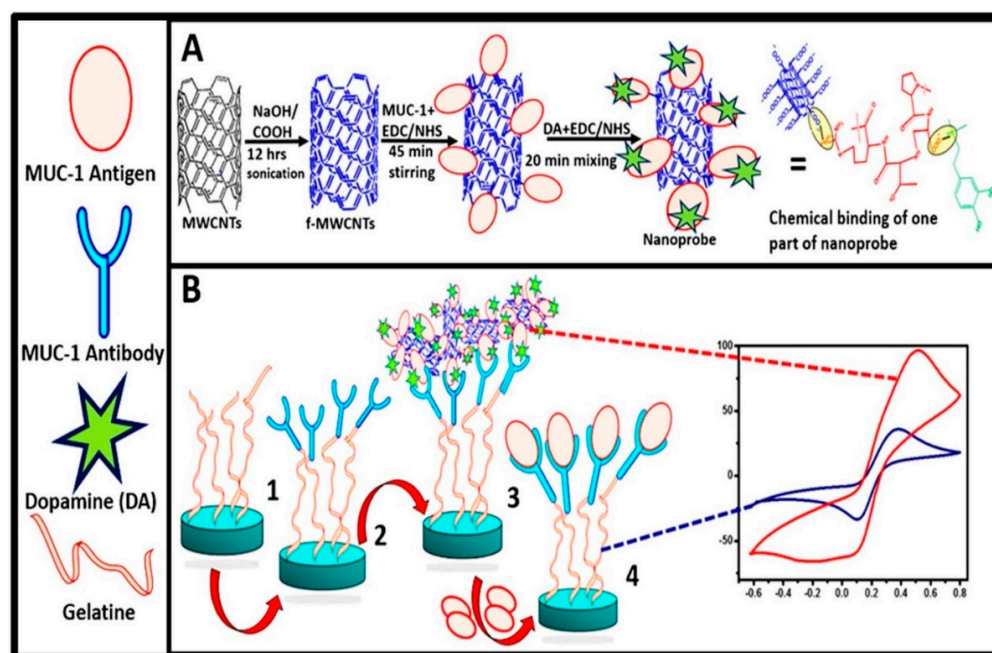 MUC-1 Antigen
MUC-1 Antibody
Dopamine (DA)
Gelatine
A
MWCNTs
NaOH/
COOH
12 hrs
sonication
f-MWCNTs
MUC-1+
EDC/NHS
45 min
stirring
DA+EDC/NHS
20 min mixing
Nanoprobe
=
Chemical binding of one
part of nanoprobe
B
1
2
3
4
100
50
0
-50
-0.6 -0.4 -0.2 0.0 0.2 0.4 0.6 0.8